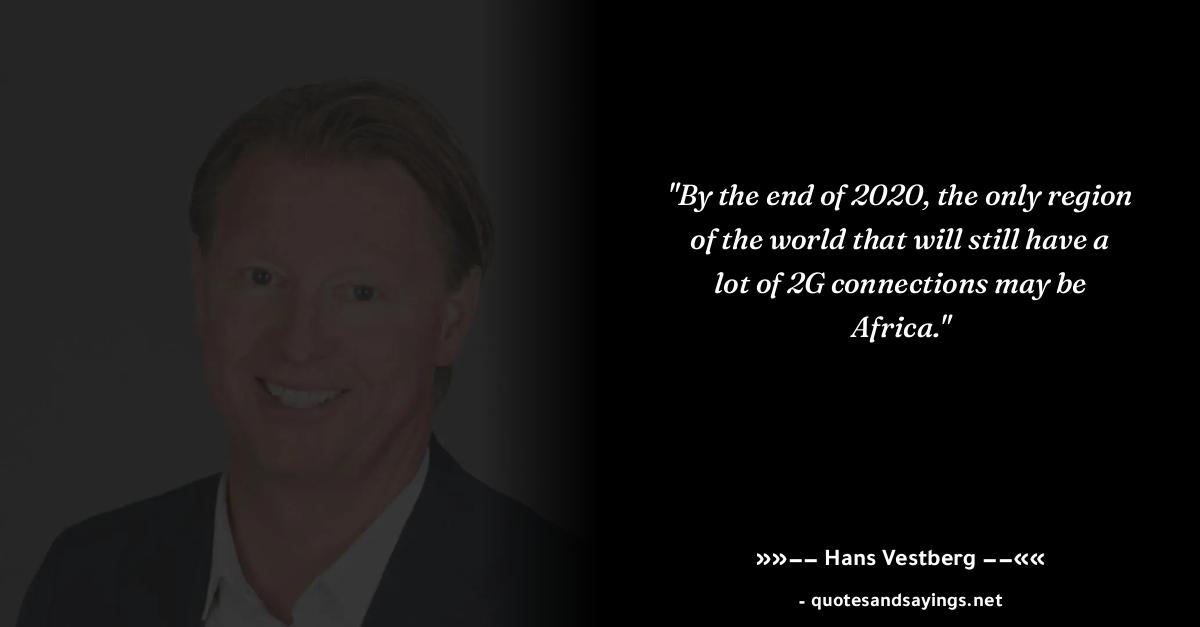 "By the end of 2020, the only region
of the world that will still have a
lot of 2G connections may be
Africa."
»»−− Hans Vestberg −−««
- quotesandsayings.net